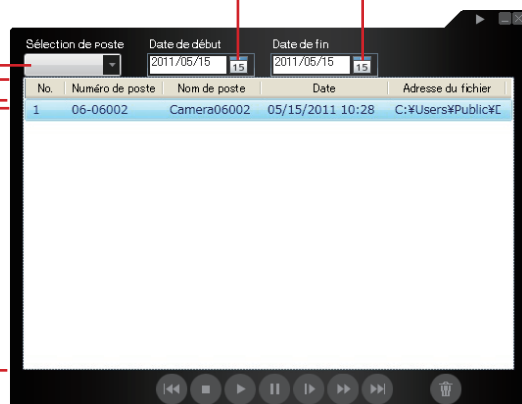 Sélection de poste Date de début Date de fin
2011/05/15 15 2011/05/15 15
No. Numéro de poste Nom de poste Date Adresse du fichier
1 06-06002 Camera06002 05/15/2011 10:28 C:¥Users¥Public¥D